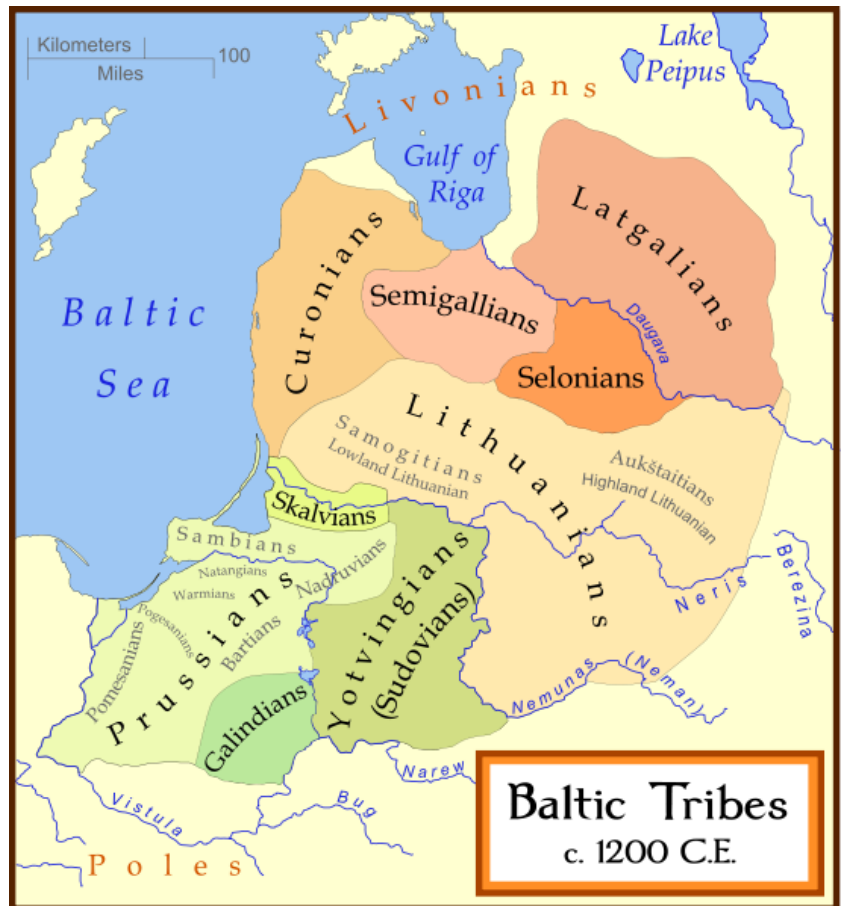 Kilometers
100
Miles
Lake
Peipus
Livonians
Gulf of
Riga
Latgalians
Curonians
Baltic
Sea
Semigallians
Daugava
Selonians
Lithuanians
Samogitians
Lowland Lithuanian
Aukštaitians
Highland Lithuanian
Skalvians
Sambians
Nadruvians
Natangians
Warmians
Pogesanians
Bartians
Pomesanians
Prussians
Galindians
Yotvingians
(Sudovians)
Neris
Berezina
Nemunas
(Neman)
Narew
Bug
Vistula
Poles
Baltic Tribes
c. 1200 C.E.